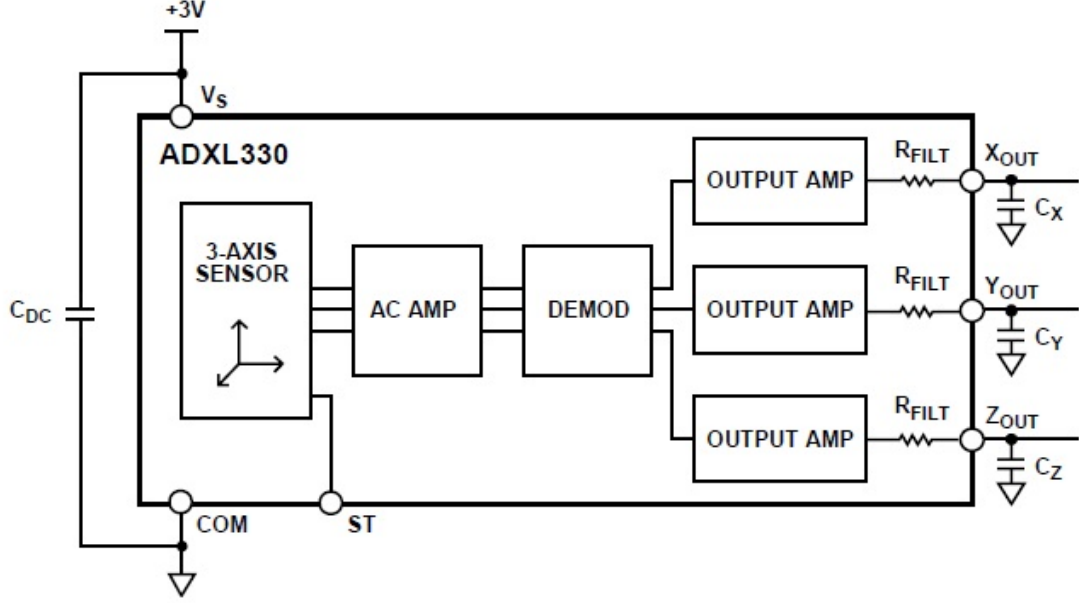 +3V
VS
ADXL330
3-AXIS
SENSOR
AC AMP
DEMOD
OUTPUT AMP
RFILT
XOUT
CX
OUTPUT AMP
RFILT
YOUT
CY
OUTPUT AMP
RFILT
ZOUT
CZ
CDC
COM
ST